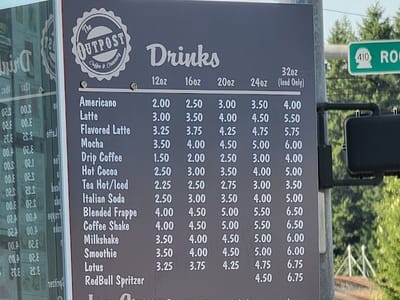 The
OUTPOST
Coffee & Creamery
Drinks
12oz 16oz 20oz 24oz 32oz
(Iced Only)
Americano 2.00 2.50 3.00 3.50 4.00
Latte 3.00 3.50 4.00 4.50 5.50
Flavored Latte 3.25 3.75 4.25 4.75 5.75
Mocha 3.50 4.00 4.50 5.00 6.00
Drip Coffee 1.50 2.00 2.50 3.00 4.00
Hot Cocoa 2.50 3.00 3.50 4.00 5.00
Tea Hot/Iced 2.25 2.50 2.75 3.00 3.50
Italian Soda 2.50 3.00 3.50 4.00 5.00
Blended Frappe 4.00 4.50 5.00 5.50 6.50
Coffee Shake 4.00 4.50 5.00 5.50 6.50
Milkshake 3.50 4.00 4.50 5.00 6.00
Smoothie 3.50 4.00 4.50 5.00 6.00
Lotus 3.25 3.75 4.25 4.75 6.75
RedBull Spritzer 4.50 6.75
410 RO